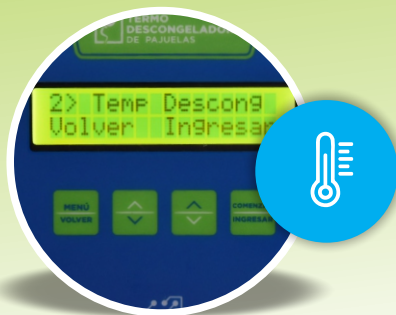 TERMO
DESCONGELADOR
DE PAJUELAS
2> Temp Descong
Volver Ingresar
MENÚ
VOLVER
COMENZAR
INGRESAR